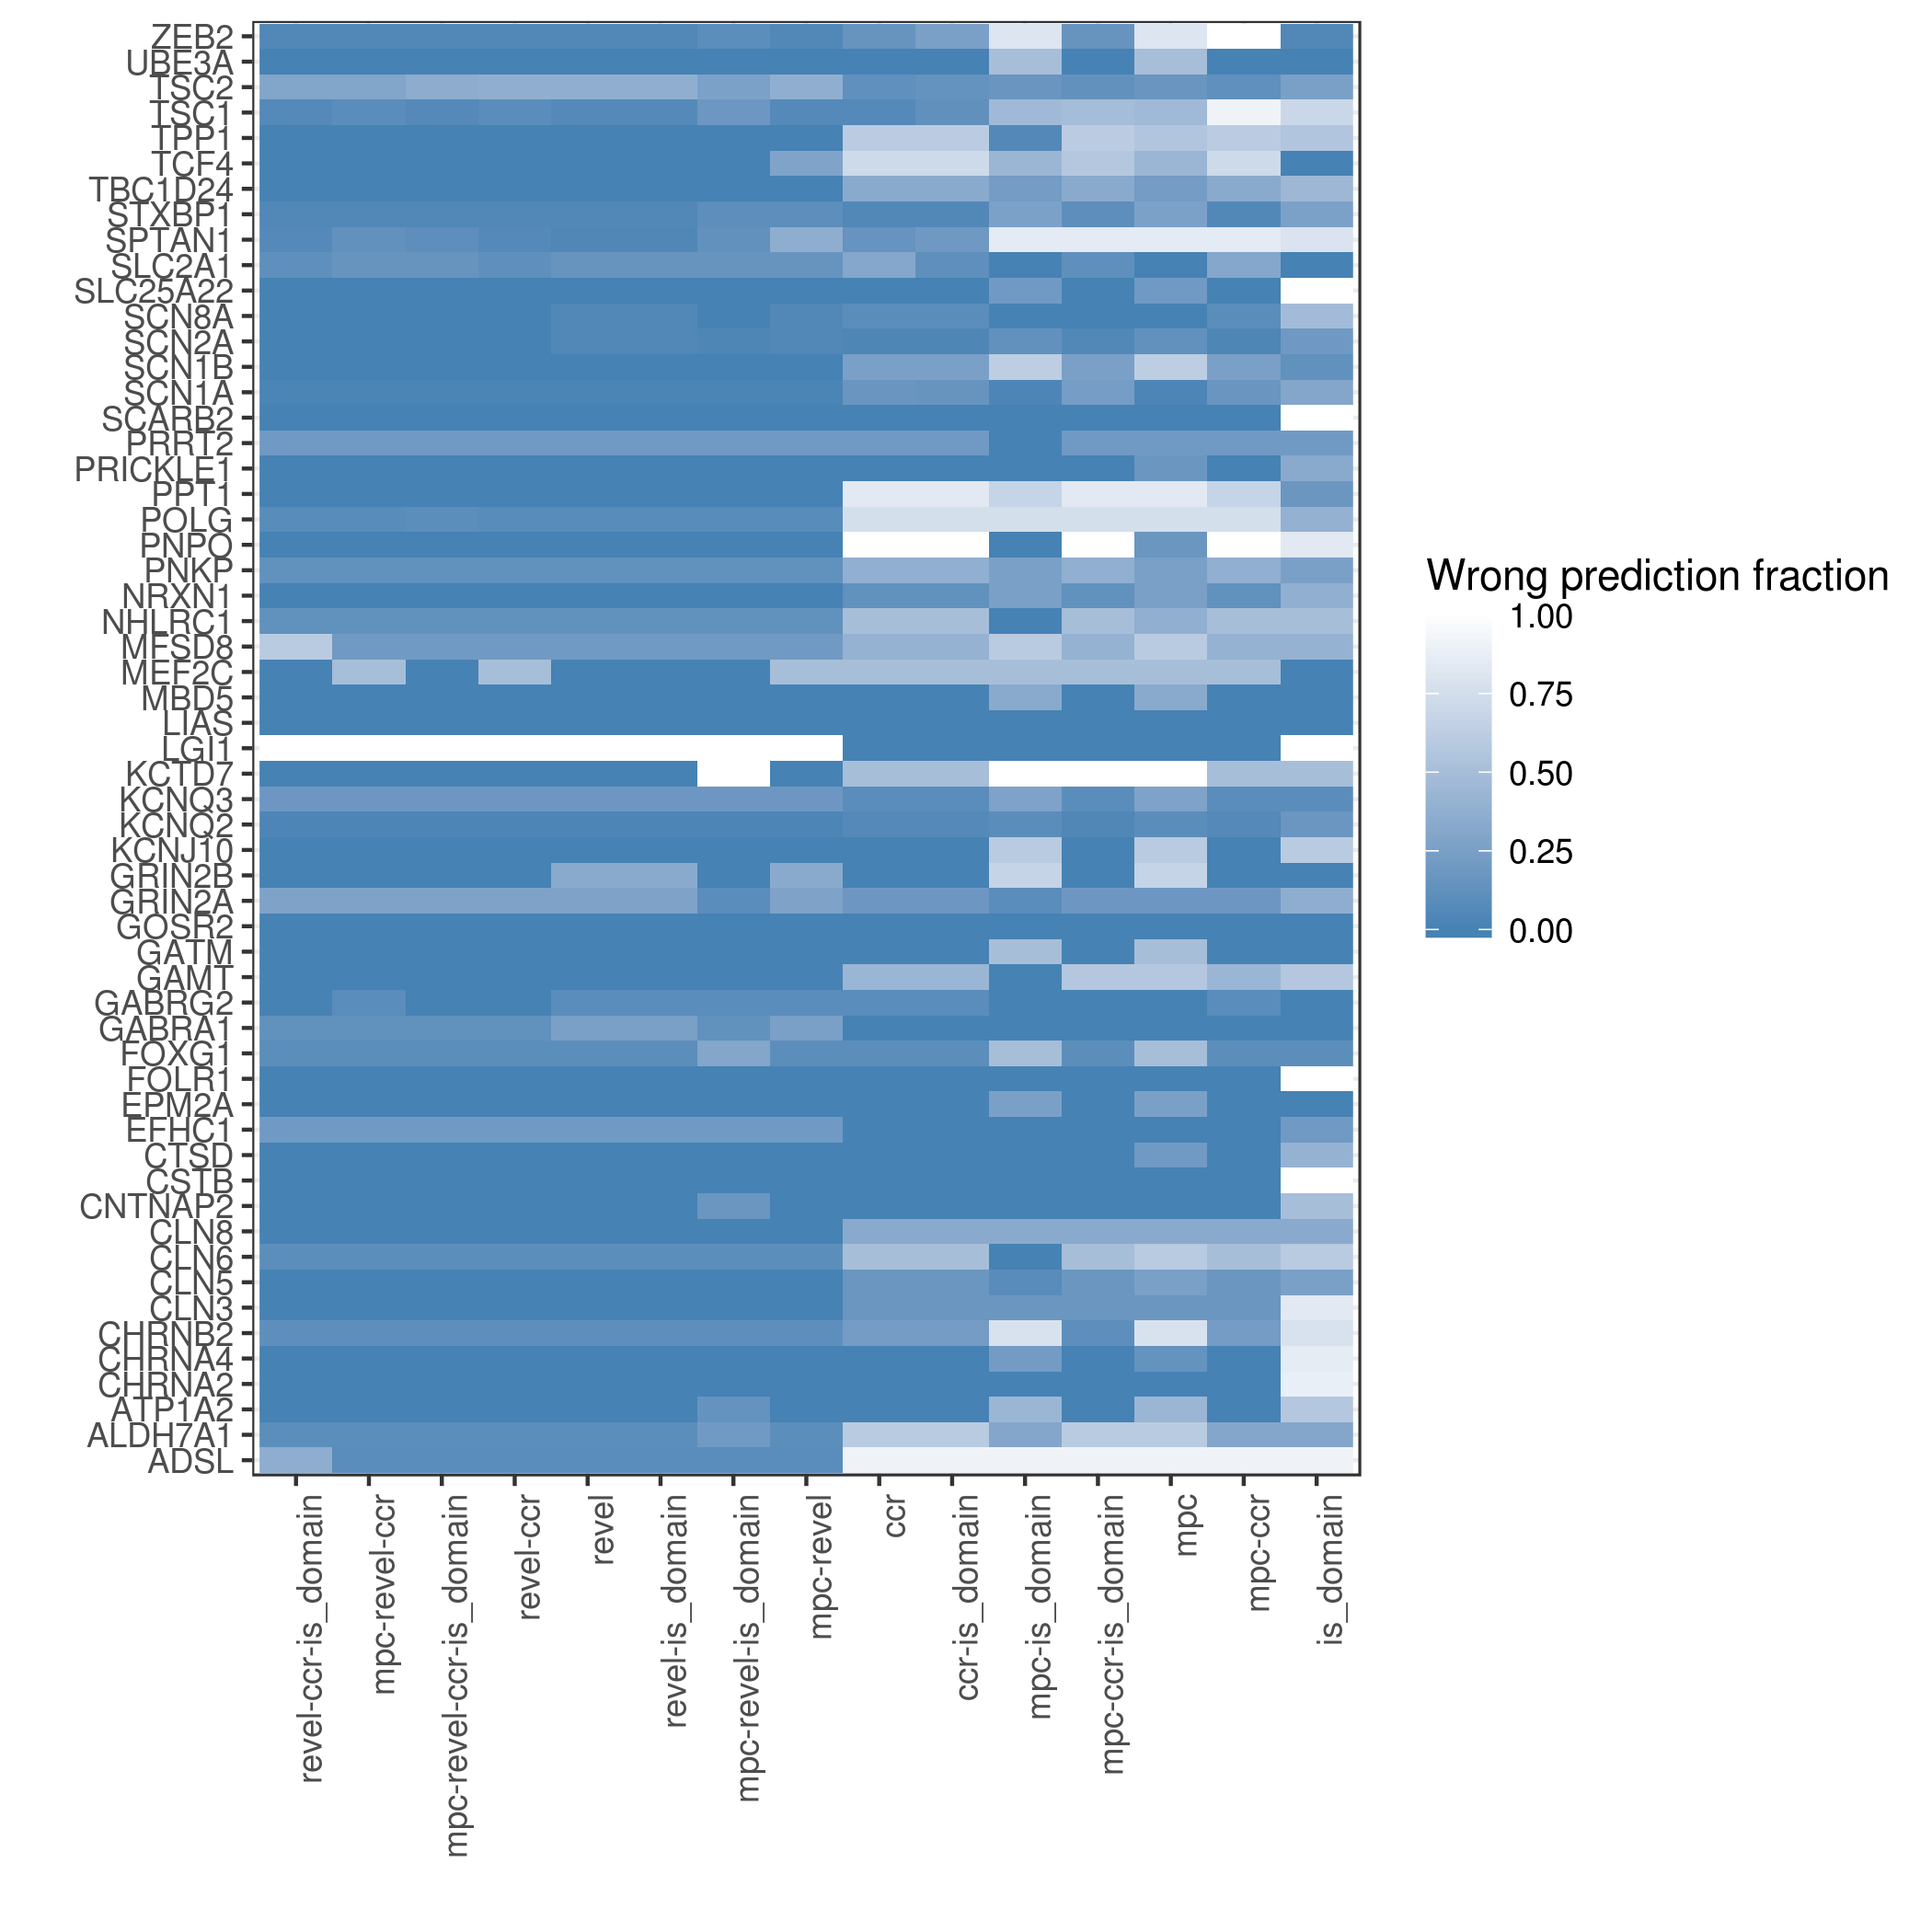 ZEB2
UBE3A
TSC2
TSC1
TPP1
TCF4
TBC1D24
STXBP1
SPTAN1
SLC2A1
SLC25A22
SCN8A
SCN2A
SCN1B
SCN1A
SCARB2
PRRT2
PRICKLE1
PPT1
POLG
PNPO
PNKP
NRXN1
NHLRC1
MFSD8
MEF2C
MBD5
LIAS
LGI1
KCTD7
KCNQ3
KCNQ2
KCNJ10
GRIN2B
GRIN2A
GOSR2
GATM
GAMT
GABRG2
GABRA1
FOXG1
FOLR1
EPM2A
EFHC1
CTSD
CSTB
CNTNAP2
CLN8
CLN6
CLN5
CLN3
CHRNB2
CHRNA4
CHRNA2
ATP1A2
ALDH7A1
ADSL
revel-ccr-is_domain
mpc-revel-ccr
mpc-revel-ccr-is_domain
revel-ccr
revel
revel-is_domain
mpc-revel-is_domain
mpc-revel
ccr
ccr-is_domain
mpc-is_domain
mpc-ccr-is_domain
mpc
mpc-ccr
is_domain
Wrong prediction fraction
1.00
0.75
0.50
0.25
0.00